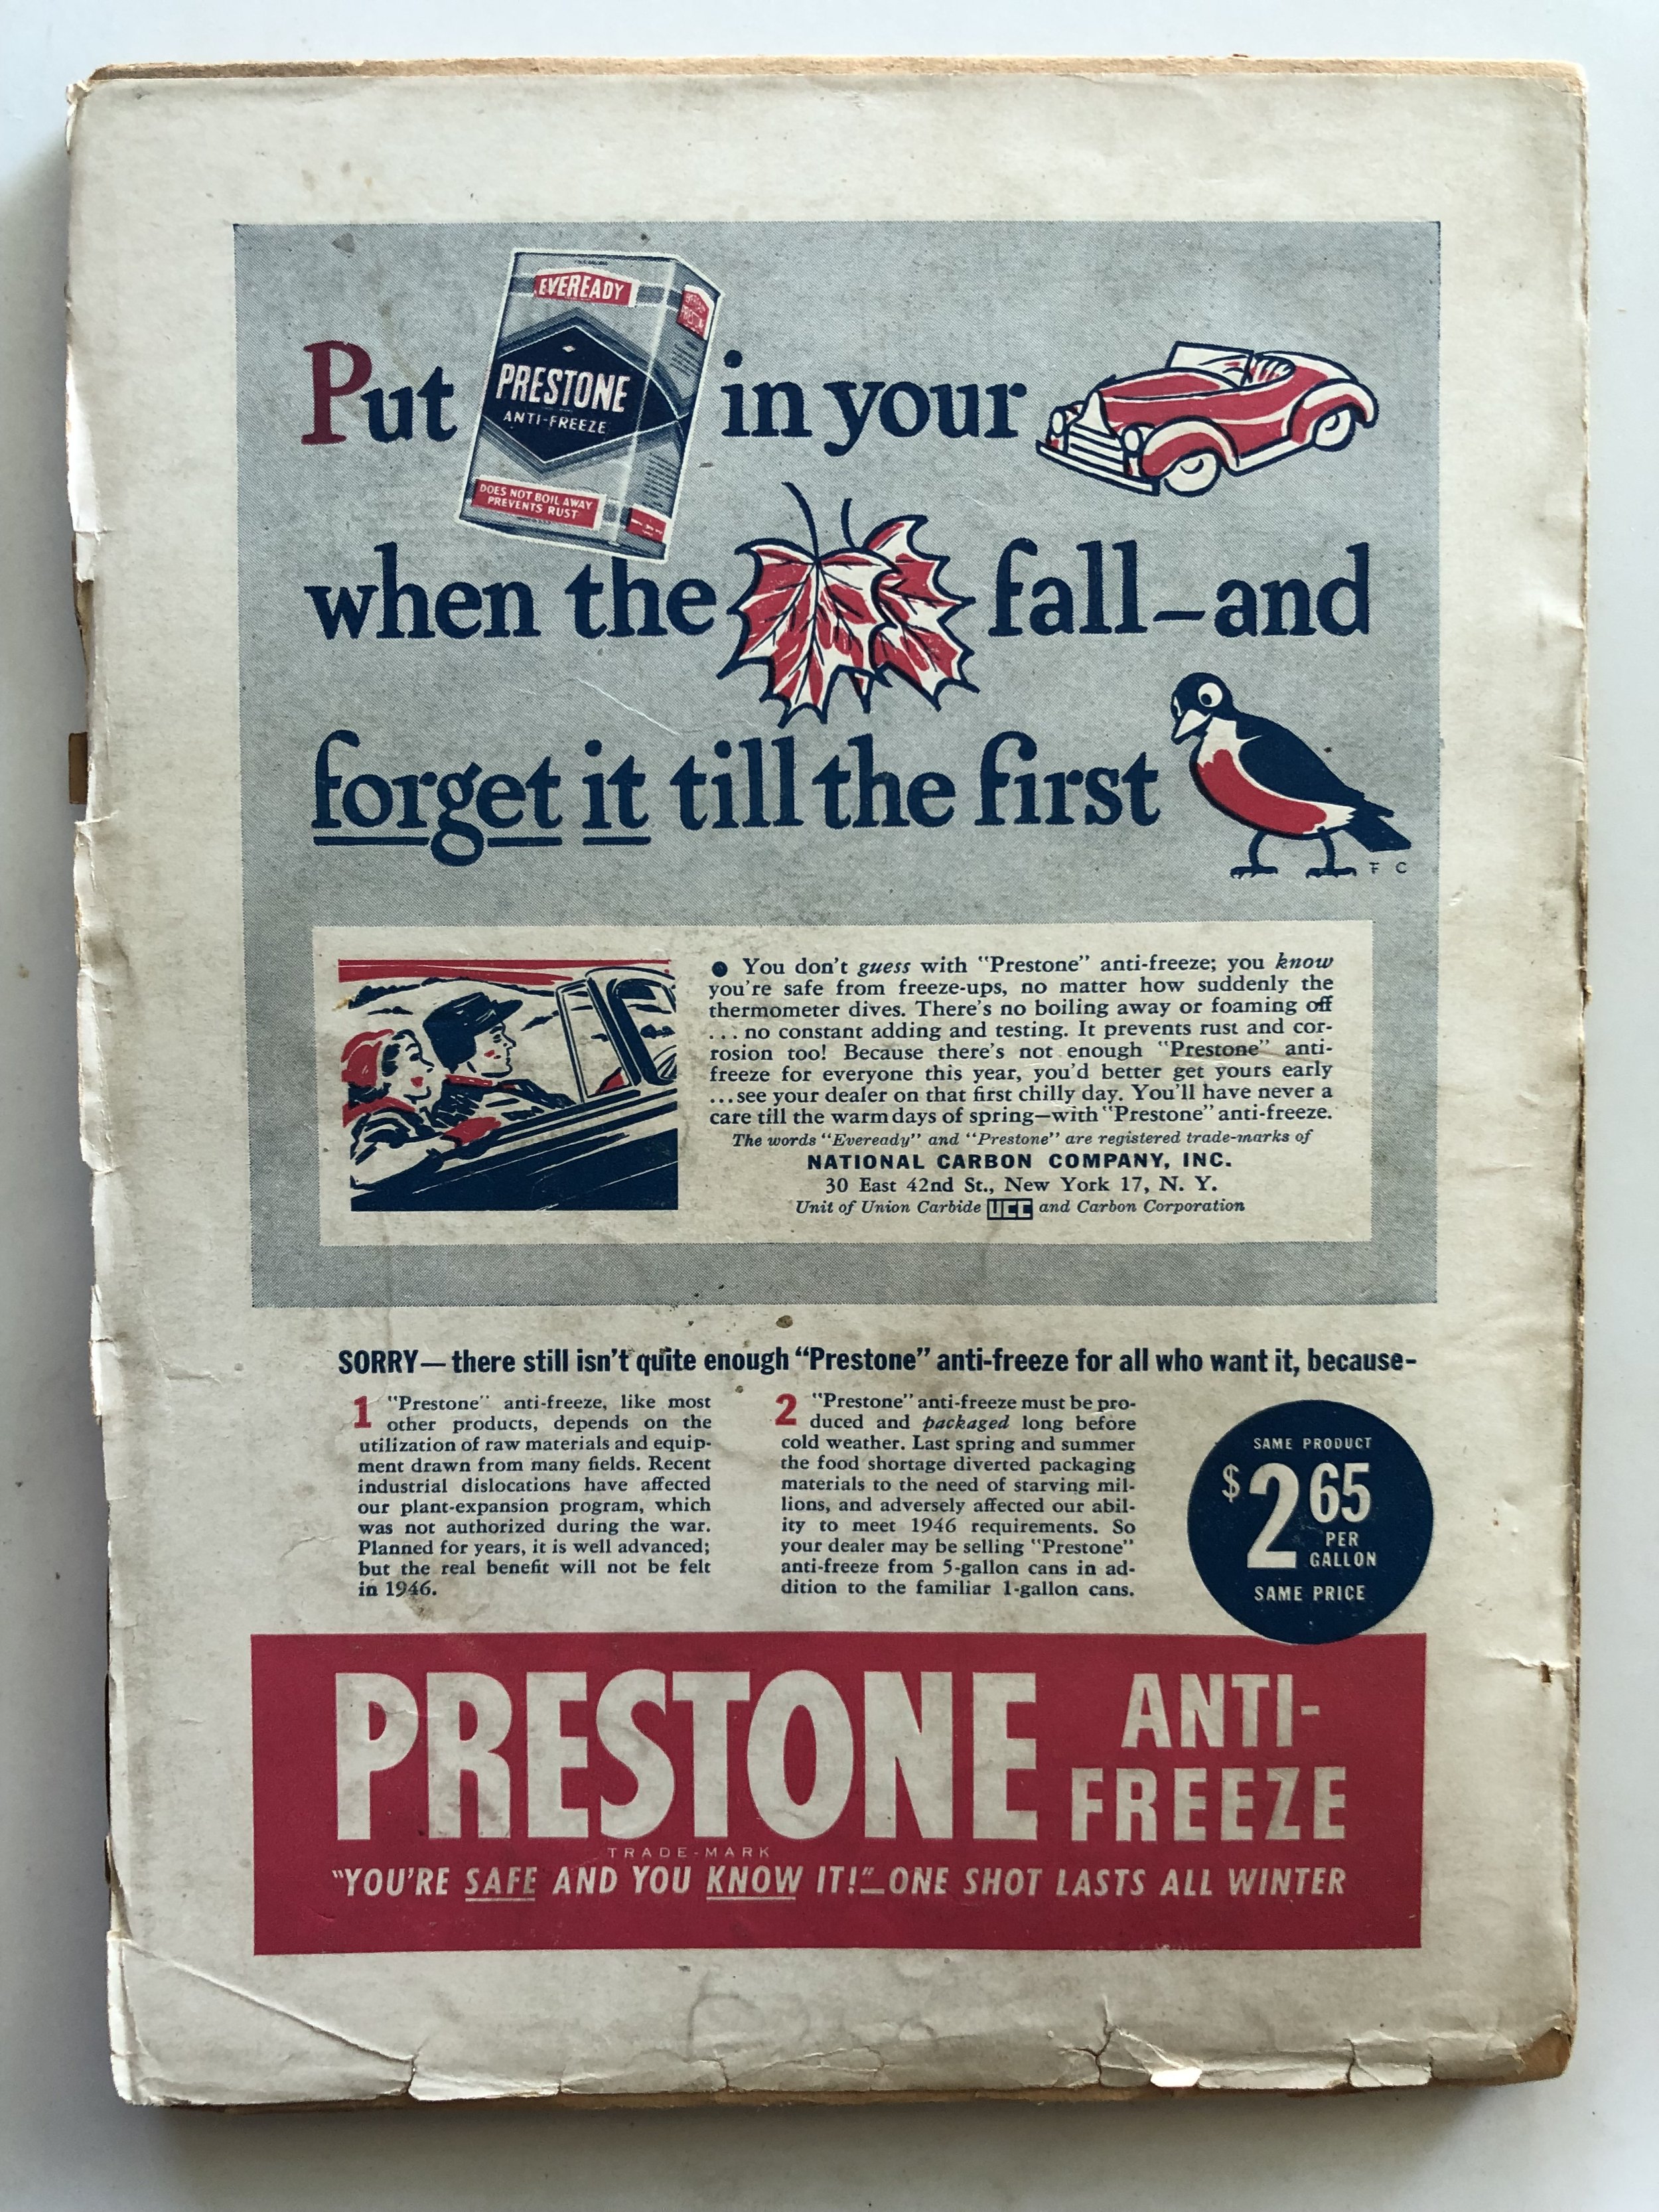 EVEREADY
PRESTONE
ANTI-FREEZE
DOES NOT BOIL AWAY
PREVENTS RUST
Put in your
when the fall–and
forget it till the first
F C
● You don't guess with "Prestone" anti-freeze; you know
you're safe from freeze-ups, no matter how suddenly the
thermometer dives. There's no boiling away or foaming off
... no constant adding and testing. It prevents rust and cor-
rosion too! Because there's not enough "Prestone" anti-
freeze for everyone this year, you'd better get yours early
...see your dealer on that first chilly day. You'll have never a
care till the warm days of spring—with "Prestone" anti-freeze.
The words "Eveready" and "Prestone" are registered trade-marks of
NATIONAL CARBON COMPANY, INC.
30 East 42nd St., New York 17, N. Y.
Unit of Union Carbide UCC and Carbon Corporation
SORRY— there still isn't quite enough "Prestone" anti-freeze for all who want it, because-
1 "Prestone" anti-freeze, like most
other products, depends on the
utilization of raw materials and equip-
ment drawn from many fields. Recent
industrial dislocations have affected
our plant-expansion program, which
was not authorized during the war.
Planned for years, it is well advanced;
but the real benefit will not be felt
in 1946.
2 "Prestone" anti-freeze must be pro-
duced and packaged long before
cold weather. Last spring and summer
the food shortage diverted packaging
materials to the need of starving mil-
lions, and adversely affected our abil-
ity to meet 1946 requirements. So
your dealer may be selling "Prestone"
anti-freeze from 5-gallon cans in ad-
dition to the familiar 1-gallon cans.
SAME PRODUCT
$2 65
PER
GALLON
SAME PRICE
PRESTONE ANTI-
FREEZE
TRADE-MARK
"YOU'RE SAFE AND YOU KNOW IT!"—ONE SHOT LASTS ALL WINTER